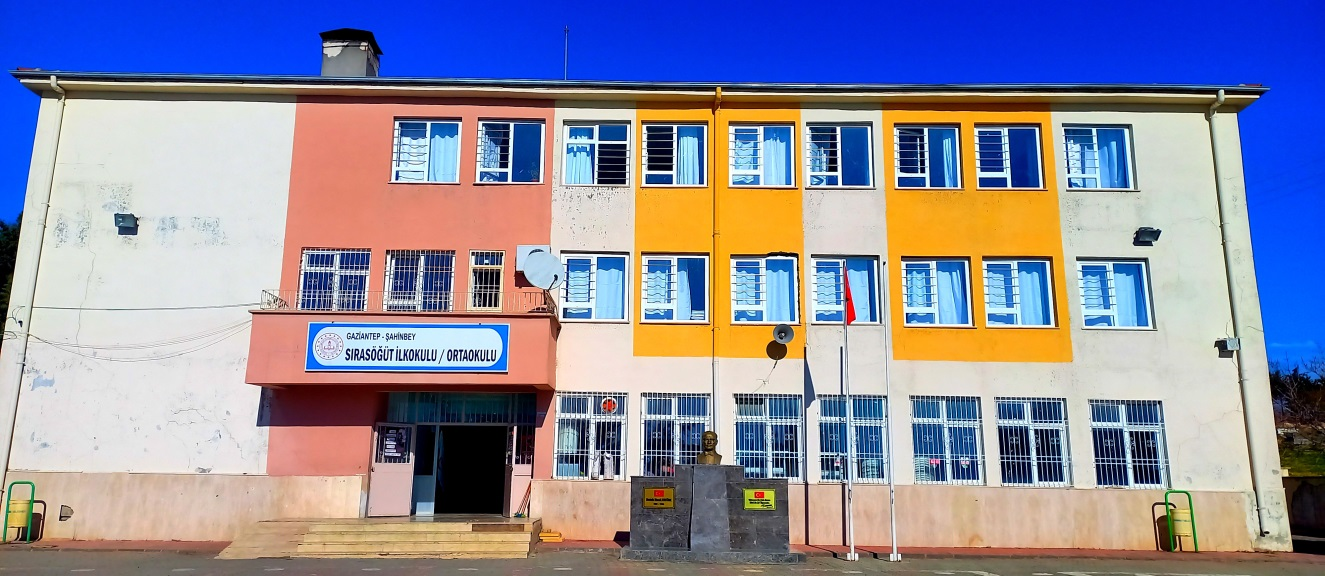 GAZİANTEP - ŞAHİNBEY
SIRASÖĞÜT İLKOKULU / ORTAOKULU